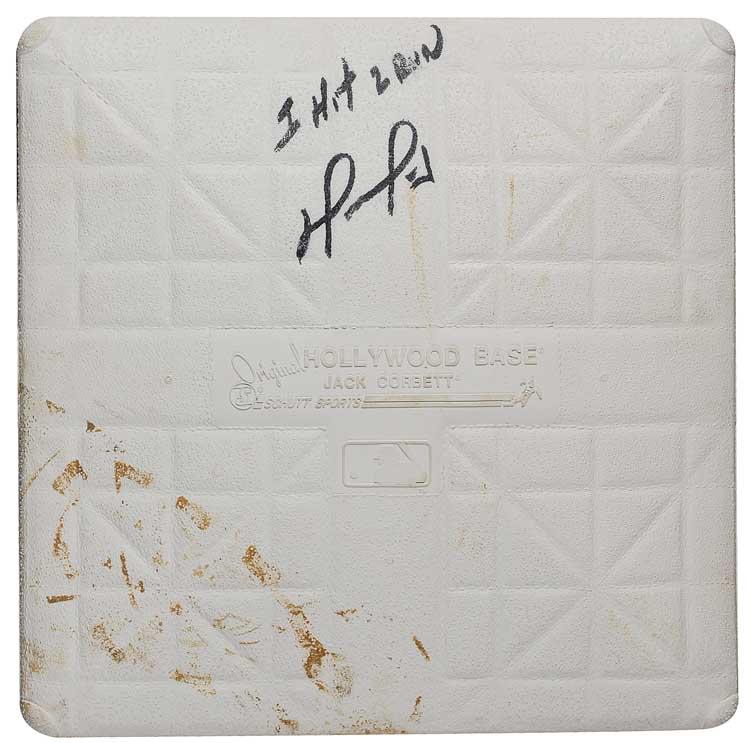 I Hit 2 Run
Original HOLLYWOOD BASE
JACK CORBETT
SCHUTT SPORTS